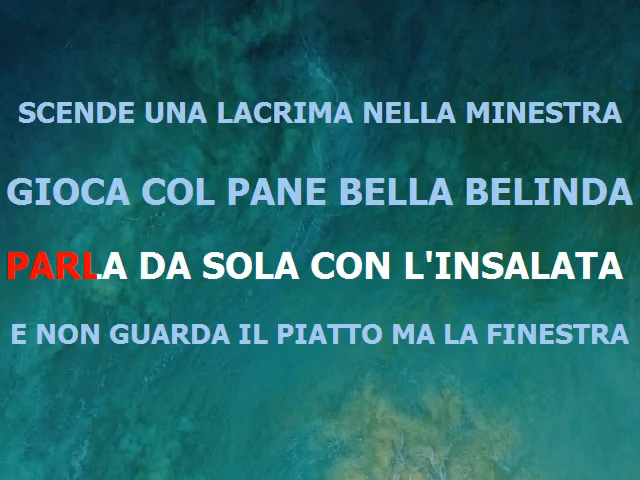 SCENDE UNA LACRIMA NELLA MINESTRA
GIOCA COL PANE BELLA BELINDA
PARLA DA SOLA CON L'INSALATA
E NON GUARDA IL PIATTO MA LA FINESTRA